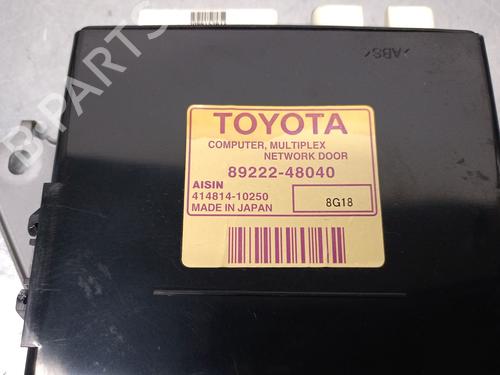 >ABS<
TOYOTA
COMPUTER, MULTIPLEX
NETWORK DOOR
89222-48040
AISIN
414814-10250
8G18
MADE IN JAPAN
B-PARTS